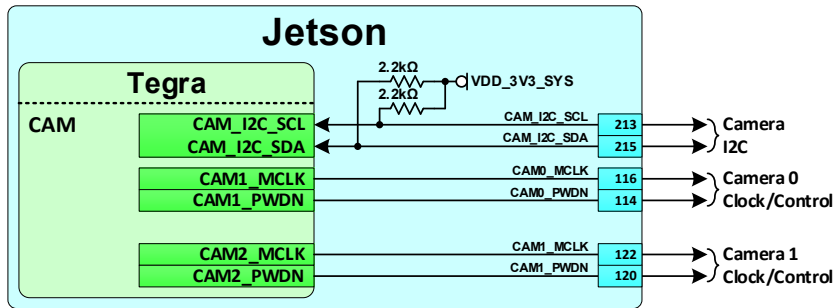 Jetson
Tegra
2.2kΩ
VDD_3V3_SYS
2.2kΩ
CAM
CAM_I2C_SCL
CAM_I2C_SCL
213
Camera
CAM_I2C_SDA
CAM_I2C_SDA
215
I2C
CAM1_MCLK
CAM0_MCLK
116
Camera 0
CAM1_PWDN
CAM0_PWDN
114
Clock/Control
CAM2_MCLK
CAM1_MCLK
122
Camera 1
CAM2_PWDN
CAM1_PWDN
120
Clock/Control